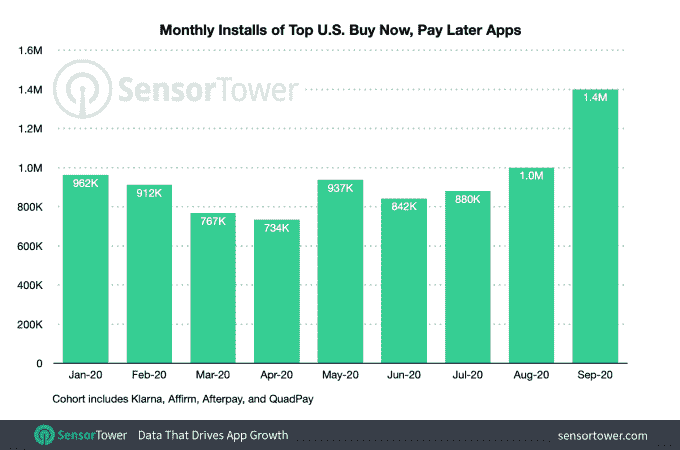 Monthly Installs of Top U.S. Buy Now, Pay Later Apps
1.6M
SensorTower
1.4M
1.2M
1.0M
800K
600K
400K
200K
0
962K
912K
767K
734K
937K
842K
880K
1.0M
1.4M
Jan-20 Feb-20 Mar-20 Apr-20 May-20 Jun-20 Jul-20 Aug-20 Sep-20
Cohort includes Klarna, Affirm, Afterpay, and QuadPay
SensorTower Data That Drives App Growth sensortower.com